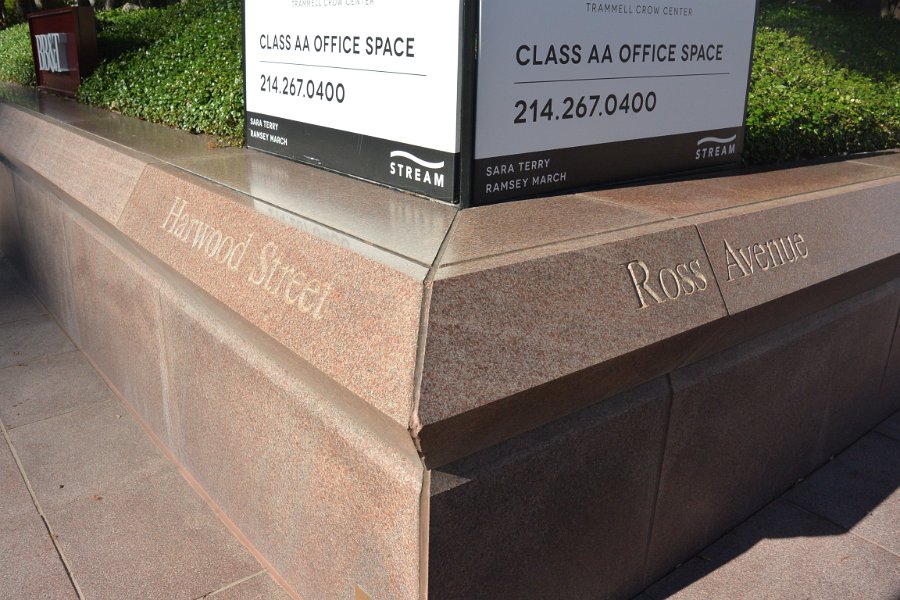 TRAMMELL CROW CENTER
CLASS AA OFFICE SPACE
214.267.0400
SARA TERRY
RAMSEY MARCH
STREAM
TRAMMELL CROW CENTER
CLASS AA OFFICE SPACE
214.267.0400
SARA TERRY
RAMSEY MARCH
STREAM
Harwood Street
Ross Avenue